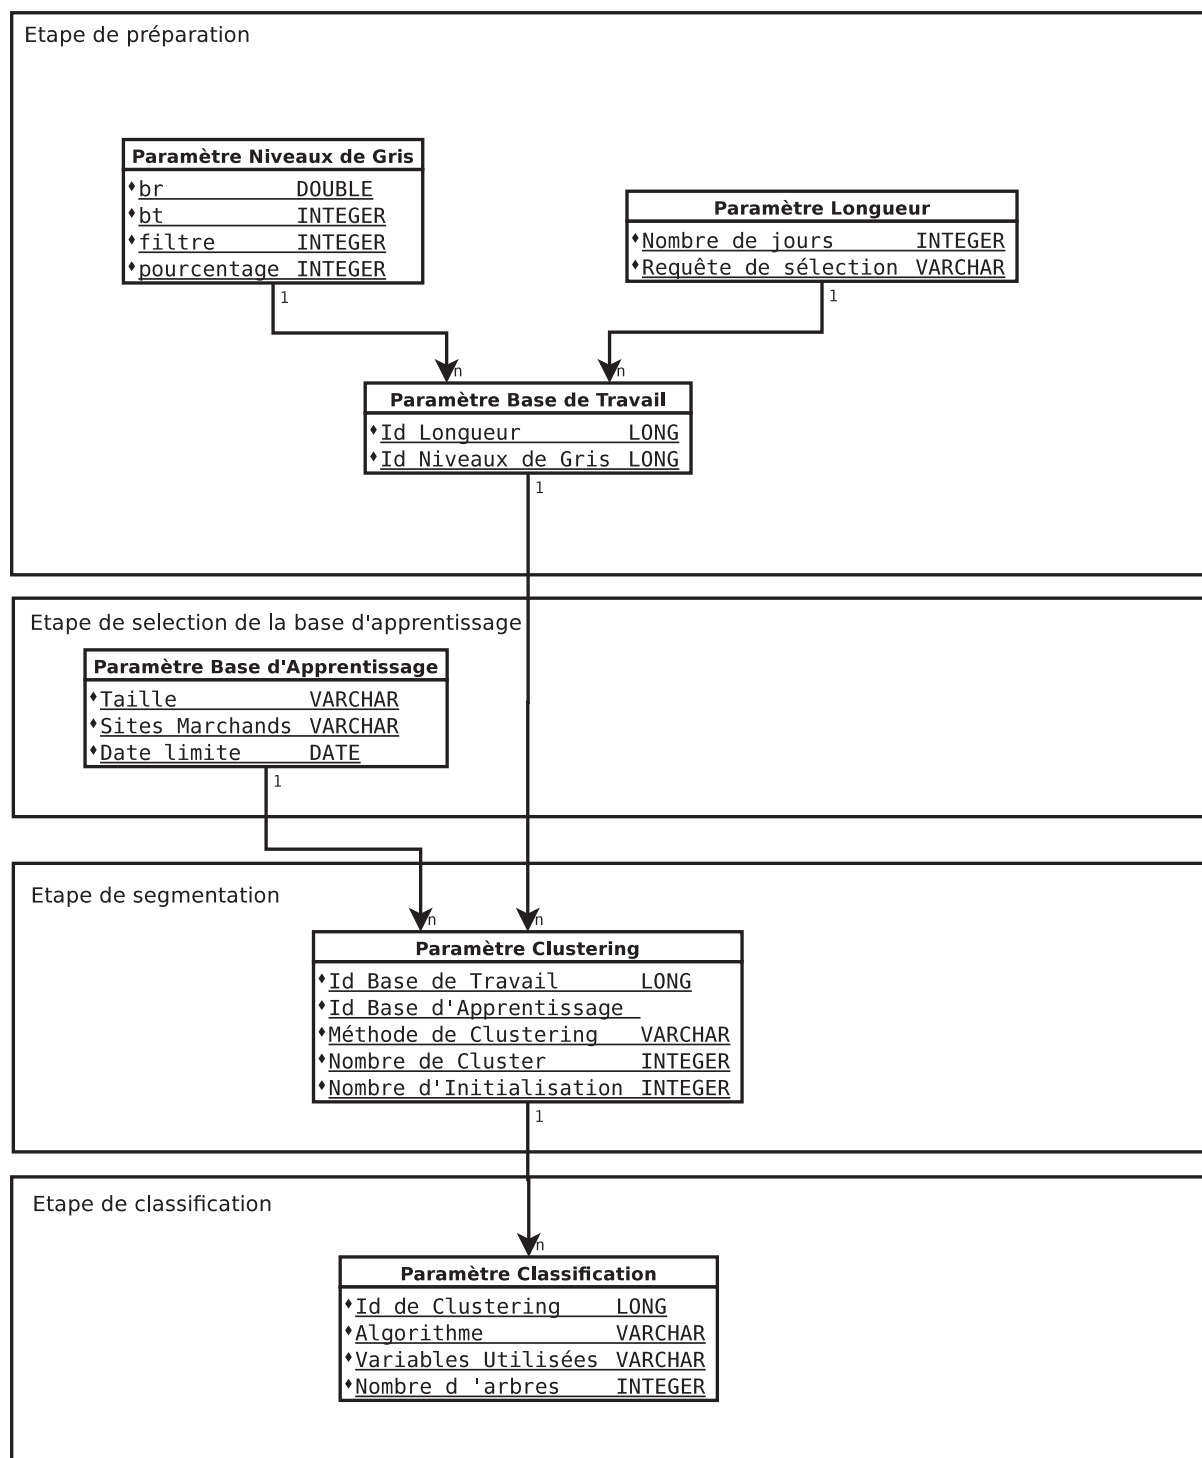 Etape de préparation
Paramètre Niveaux de Gris
br DOUBLE
bt INTEGER
filtre INTEGER
pourcentage INTEGER
1
Paramètre Longueur
Nombre de jours INTEGER
Requête de sélection VARCHAR
1
n
n
Paramètre Base de Travail
Id Longueur LONG
Id Niveaux de Gris LONG
1
Etape de selection de la base d'apprentissage
Paramètre Base d'Apprentissage
Taille VARCHAR
Sites Marchands VARCHAR
Date limite DATE
1
Etape de segmentation
n
n
Paramètre Clustering
Id Base de Travail LONG
Id Base d'Apprentissage
Méthode de Clustering VARCHAR
Nombre de Cluster INTEGER
Nombre d'Initialisation INTEGER
1
Etape de classification
n
Paramètre Classification
Id de Clustering LONG
Algorithme VARCHAR
Variables Utilisées VARCHAR
Nombre d 'arbres INTEGER